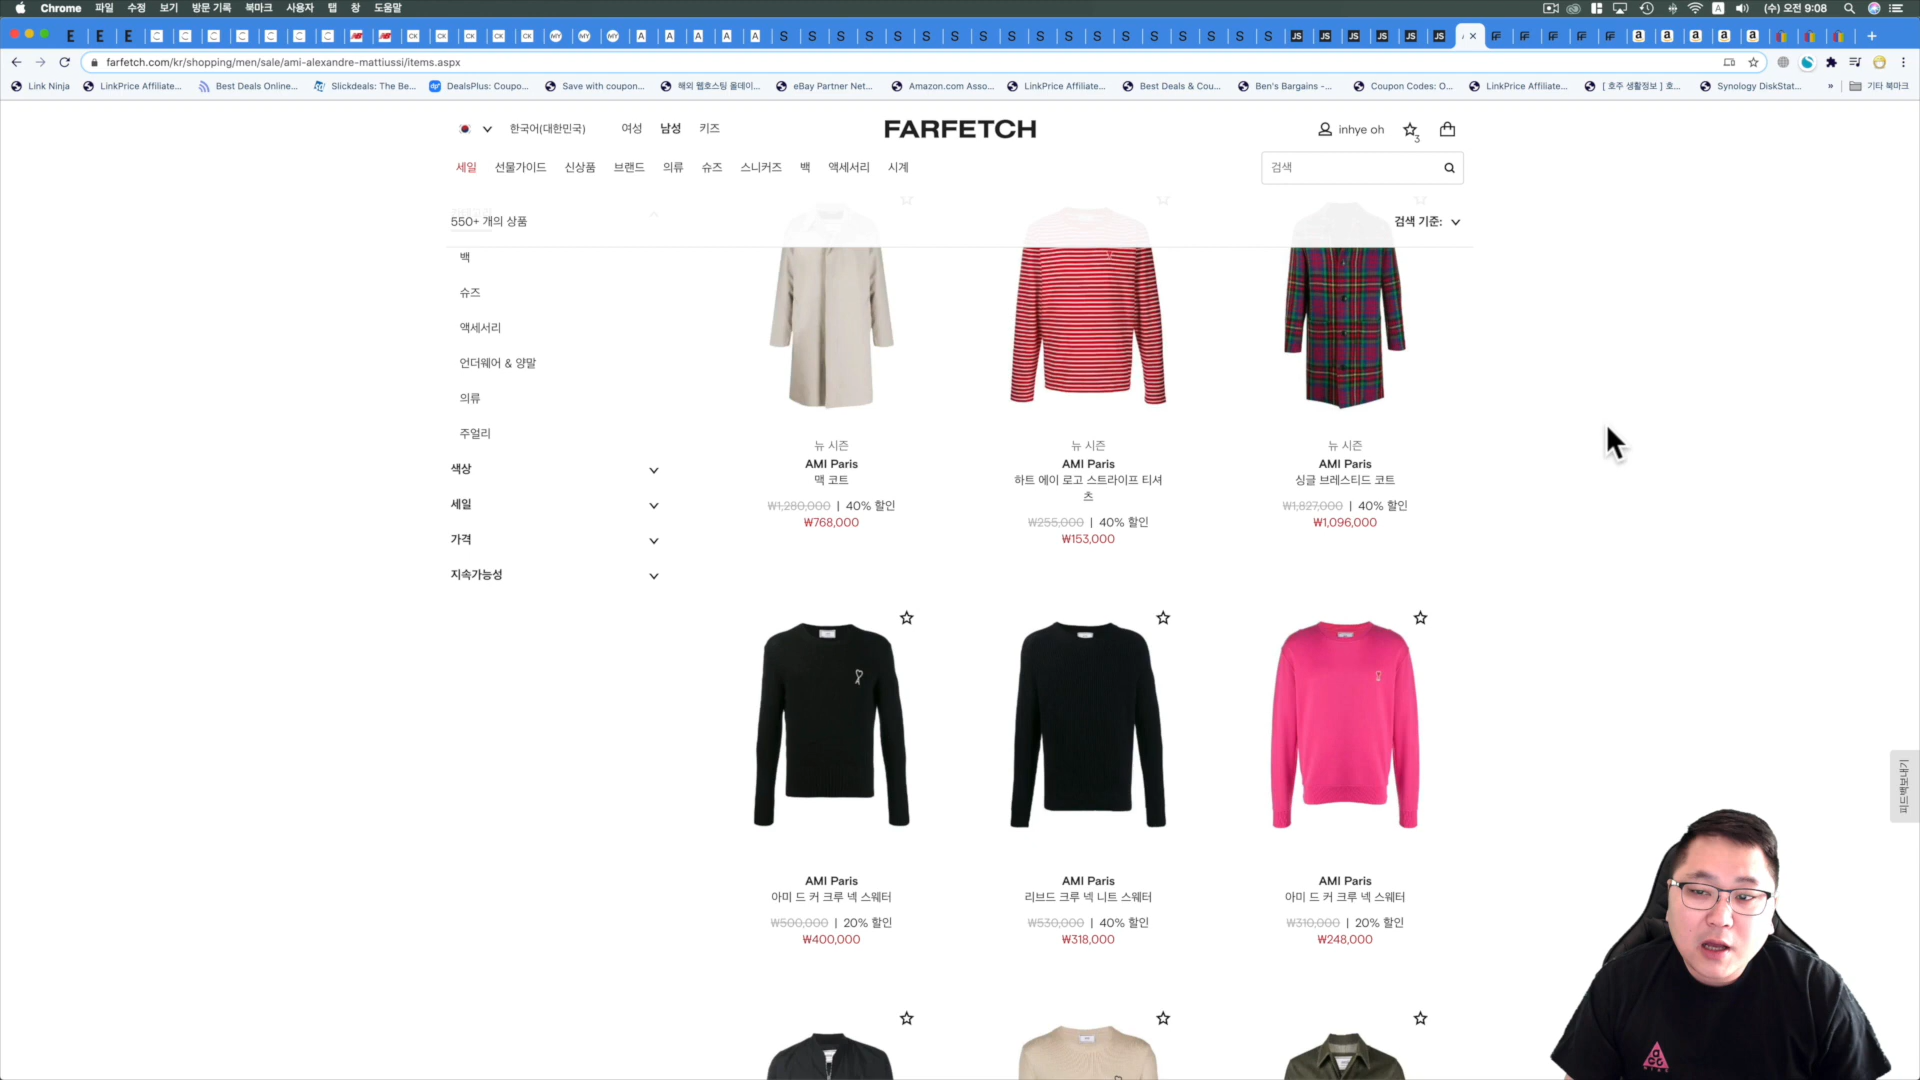 Chrome 파일 수정 보기 방문 기록 북마크 사용자 탭 창 도움말 (수) 오전 9:08
farfetch.com/kr/shopping/men/sale/ami-alexandre-mattiussi/items.aspx
Link Ninja LinkPrice Affiliate... Best Deals Online... Slickdeals: The Be... DealsPlus: Coupo... Save with coupon... 해외 웹호스팅 올데이... eBay Partner Net... Amazon.com Asso... LinkPrice Affiliate... Best Deals & Cou... Ben's Bargains -... Coupon Codes: O... LinkPrice Affiliate... [ 호주 생활정보 ] 호... Synology DiskStat... » 기타 북마크
한국어(대한민국) 여성 남성 키즈 FARFETCH inhye oh 3
세일 선물가이드 신상품 브랜드 의류 슈즈 스니커즈 백 액세서리 시계 검색
550+ 개의 상품 검색 기준:
백
슈즈
액세서리
언더웨어 & 양말
의류
주얼리
색상
세일
가격
지속가능성
뉴 시즌
AMI Paris
맥 코트
₩1,280,000 | 40% 할인
₩768,000
뉴 시즌
AMI Paris
하트 에이 로고 스트라이프 티셔
츠
₩255,000 | 40% 할인
₩153,000
뉴 시즌
AMI Paris
싱글 브레스티드 코트
₩1,827,000 | 40% 할인
₩1,096,000
AMI Paris
아미 드 커 크루 넥 스웨터
₩500,000 | 20% 할인
₩400,000
AMI Paris
리브드 크루 넥 니트 스웨터
₩530,000 | 40% 할인
₩318,000
AMI Paris
아미 드 커 크루 넥 스웨터
₩310,000 | 20% 할인
₩248,000
피드백보내기